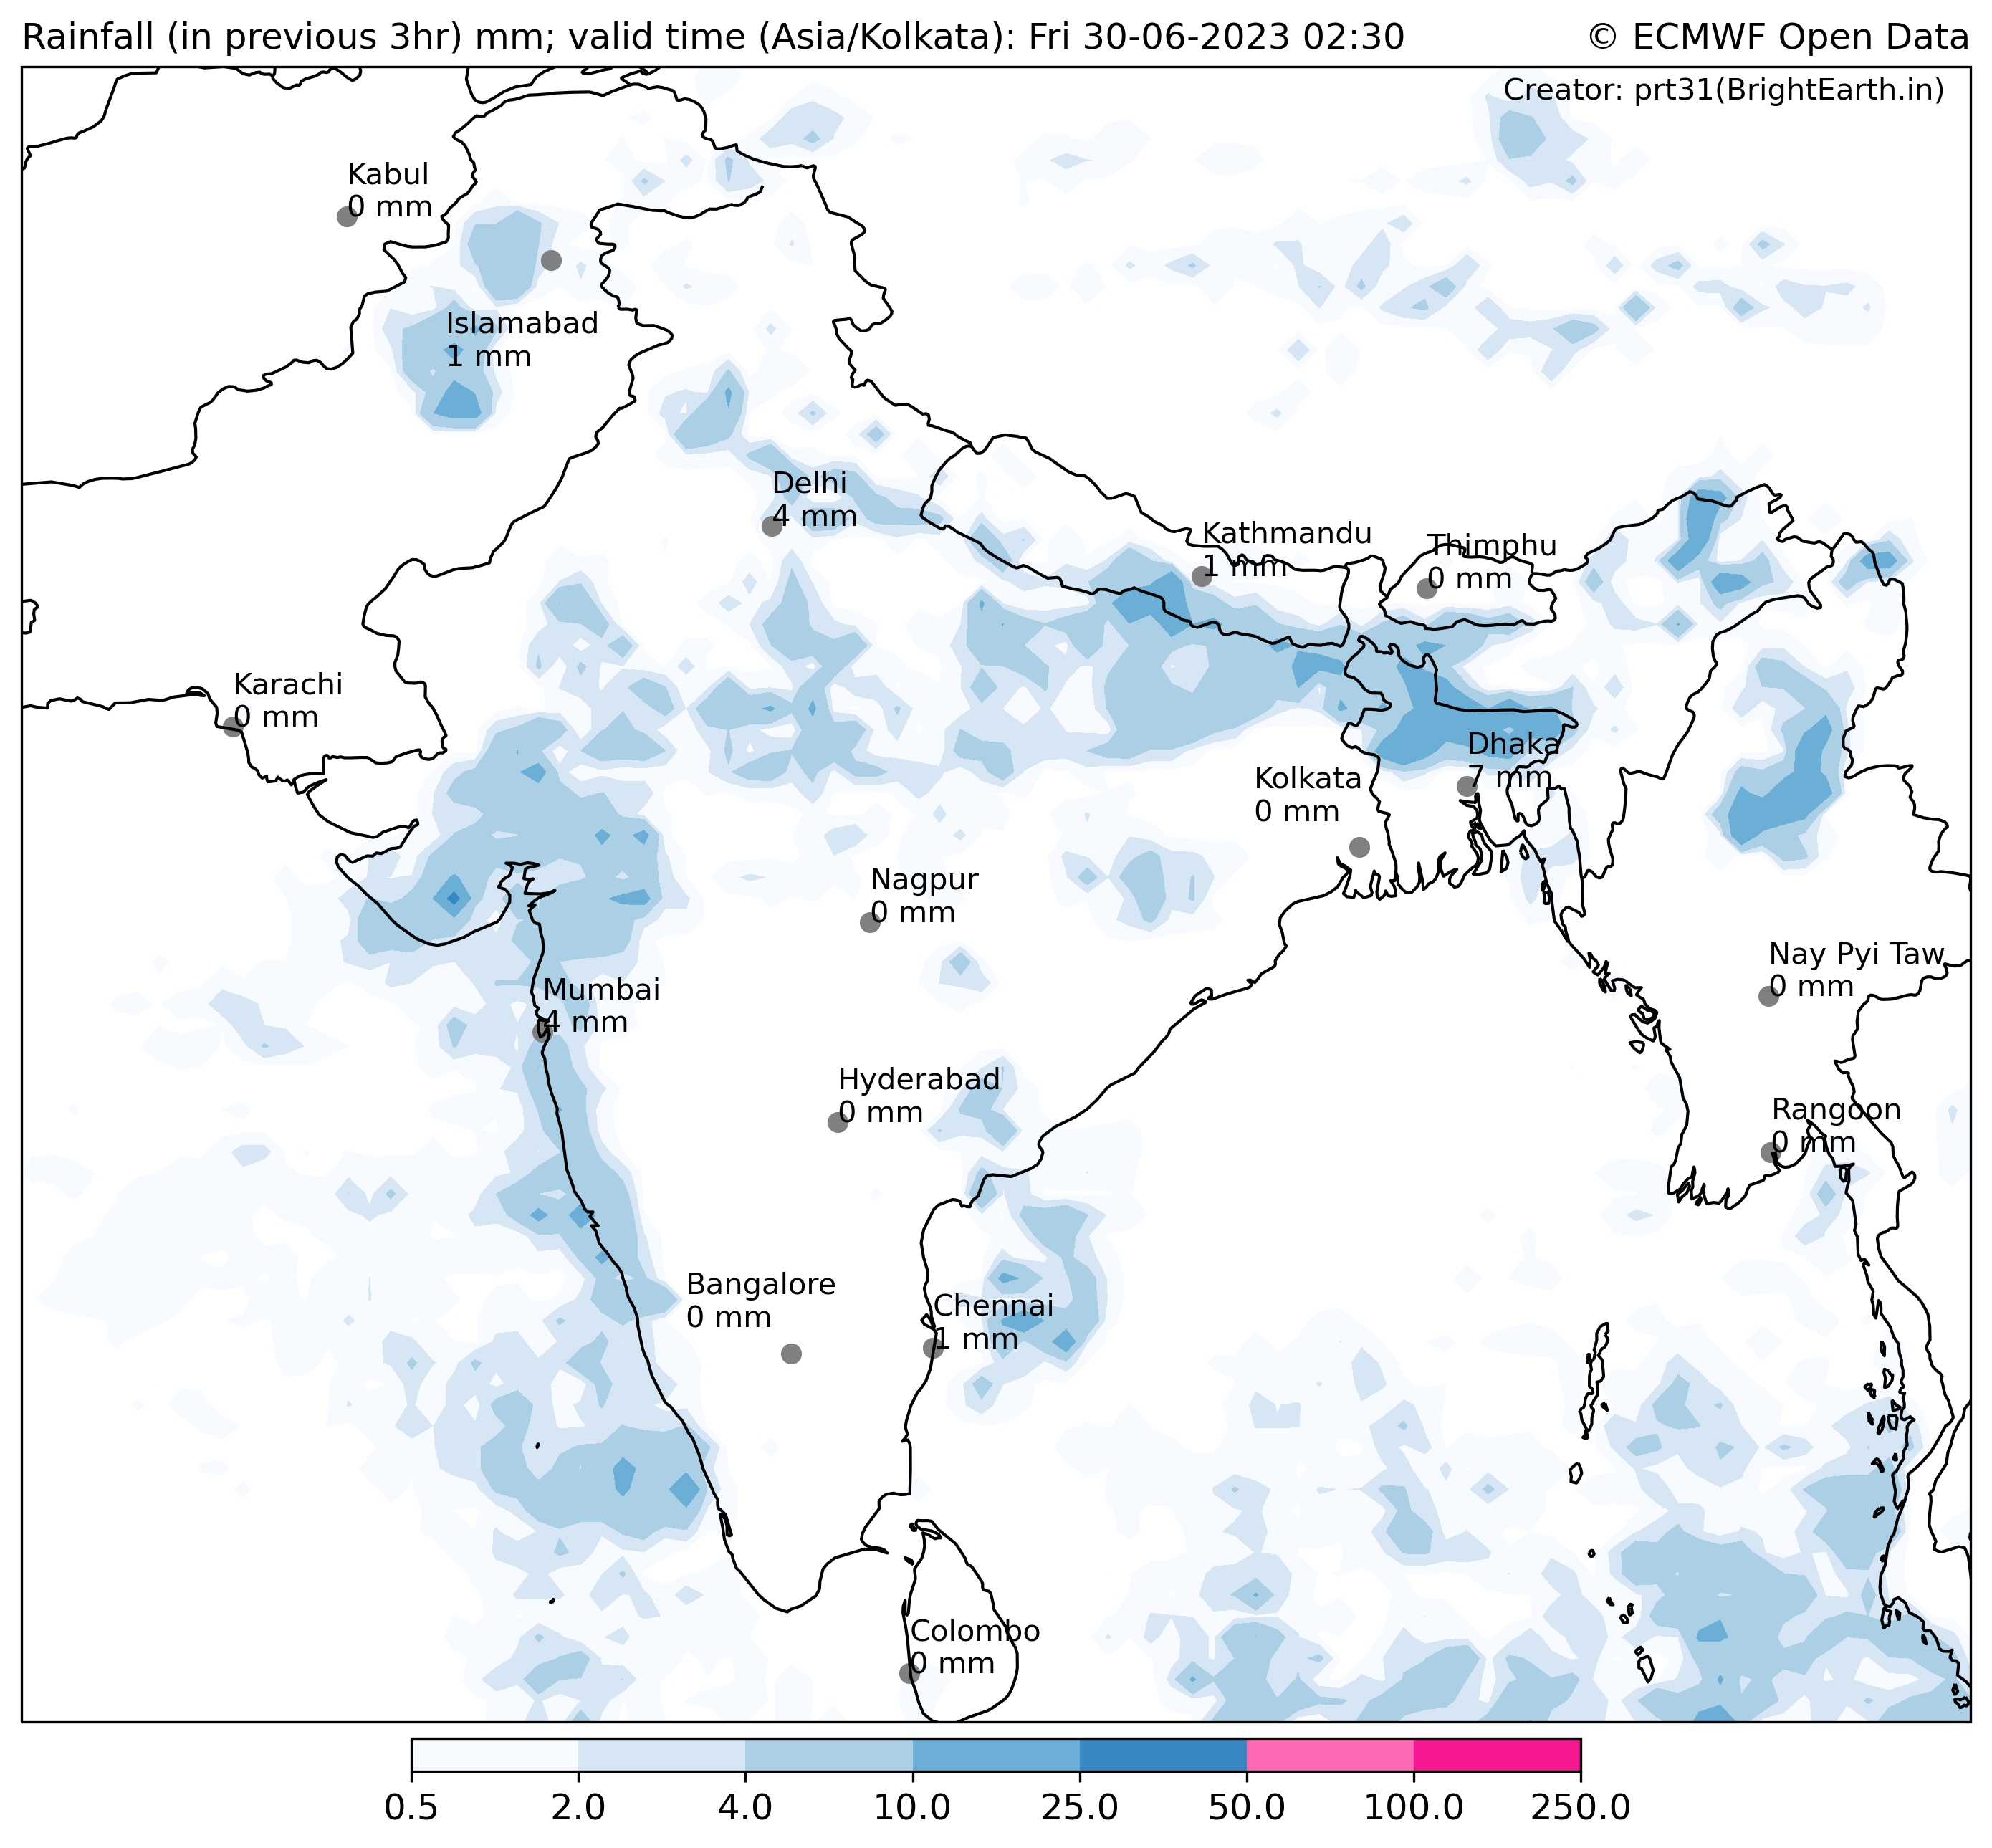 Rainfall (in previous 3hr) mm; valid time (Asia/Kolkata): Fri 30-06-2023 02:30
© ECMWF Open Data
Creator: prt31(BrightEarth.in)
Kabul
0 mm
Islamabad
1 mm
Delhi
4 mm
Kathmandu
1 mm
Thimphu
0 mm
Karachi
0 mm
Dhaka
7 mm
Kolkata
0 mm
Nagpur
0 mm
Nay Pyi Taw
0 mm
Mumbai
4 mm
Hyderabad
0 mm
Rangoon
0 mm
Bangalore
0 mm
Chennai
1 mm
Colombo
0 mm
0.5 2.0 4.0 10.0 25.0 50.0 100.0 250.0